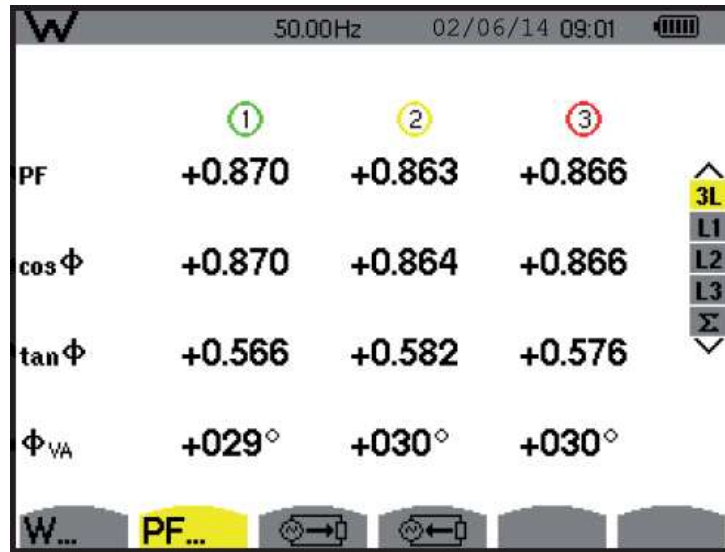 W 50.00Hz 02/06/14 09:01
1 2 3
PF +0.870 +0.863 +0.866
3L
L1
cos Φ +0.870 +0.864 +0.866
L2
L3
Σ
tan Φ +0.566 +0.582 +0.576
Φ VA +029° +030° +030°
W... PF...